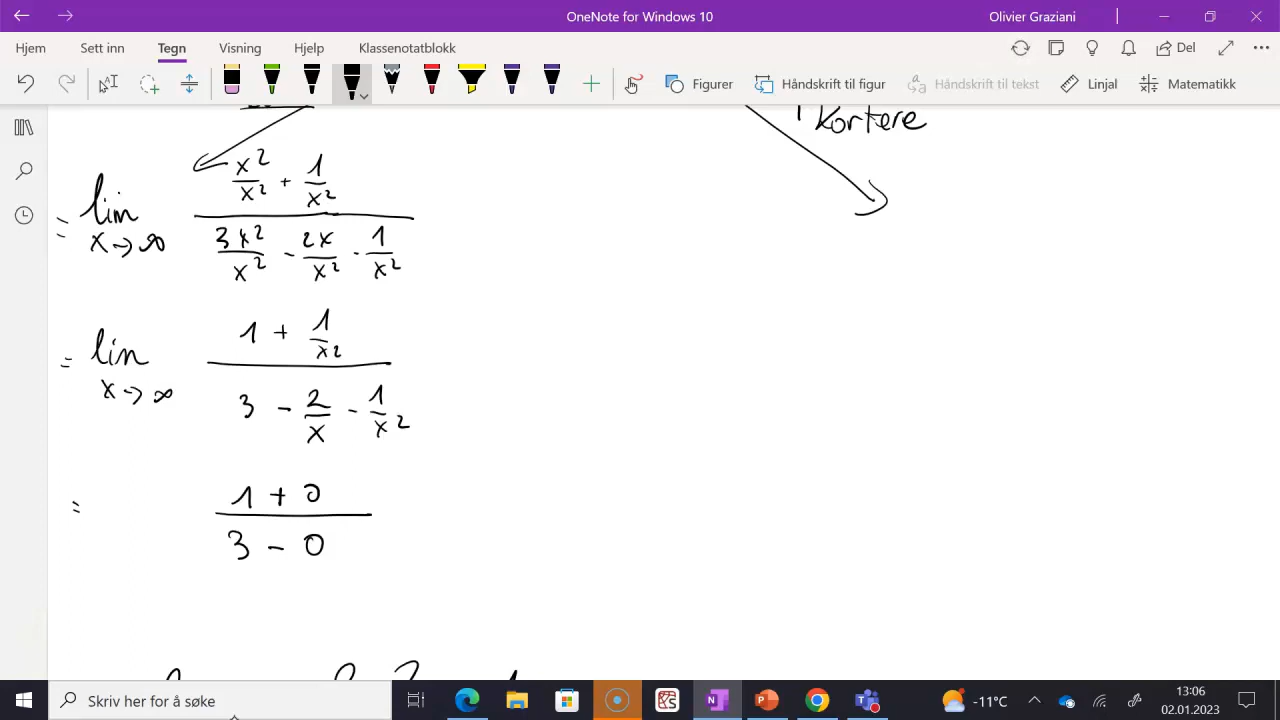 OneNote for Windows 10
Olivier Graziani
Hjem Sett inn Tegn Visning Hjelp Klassenotatblokk
Del
Figurer Håndskrift til figur Håndskrift til tekst Linjal Matematikk
kortere
= lim x→∞ (x²/x² + 1/x²) / (3x²/x² - 2x/x² - 1/x²)
= lim x→∞ (1 + 1/x²) / (3 - 2/x - 1/x²)
= (1 + 0) / (3 - 0)
Skriv her for å søke
-11°C
13:06
02.01.2023